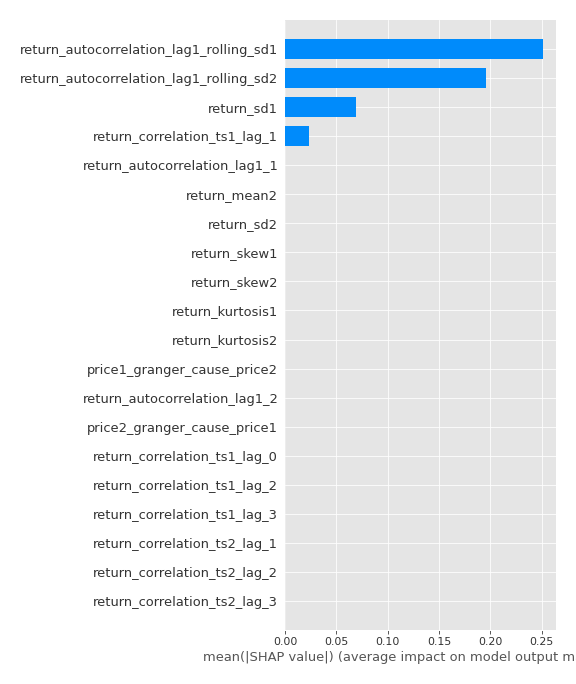 return_autocorrelation_lag1_rolling_sd1
return_autocorrelation_lag1_rolling_sd2
return_sd1
return_correlation_ts1_lag_1
return_autocorrelation_lag1_1
return_mean2
return_sd2
return_skew1
return_skew2
return_kurtosis1
return_kurtosis2
price1_granger_cause_price2
return_autocorrelation_lag1_2
price2_granger_cause_price1
return_correlation_ts1_lag_0
return_correlation_ts1_lag_2
return_correlation_ts1_lag_3
return_correlation_ts2_lag_1
return_correlation_ts2_lag_2
return_correlation_ts2_lag_3
0.00 0.05 0.10 0.15 0.20 0.25
mean(|SHAP value|) (average impact on model output m